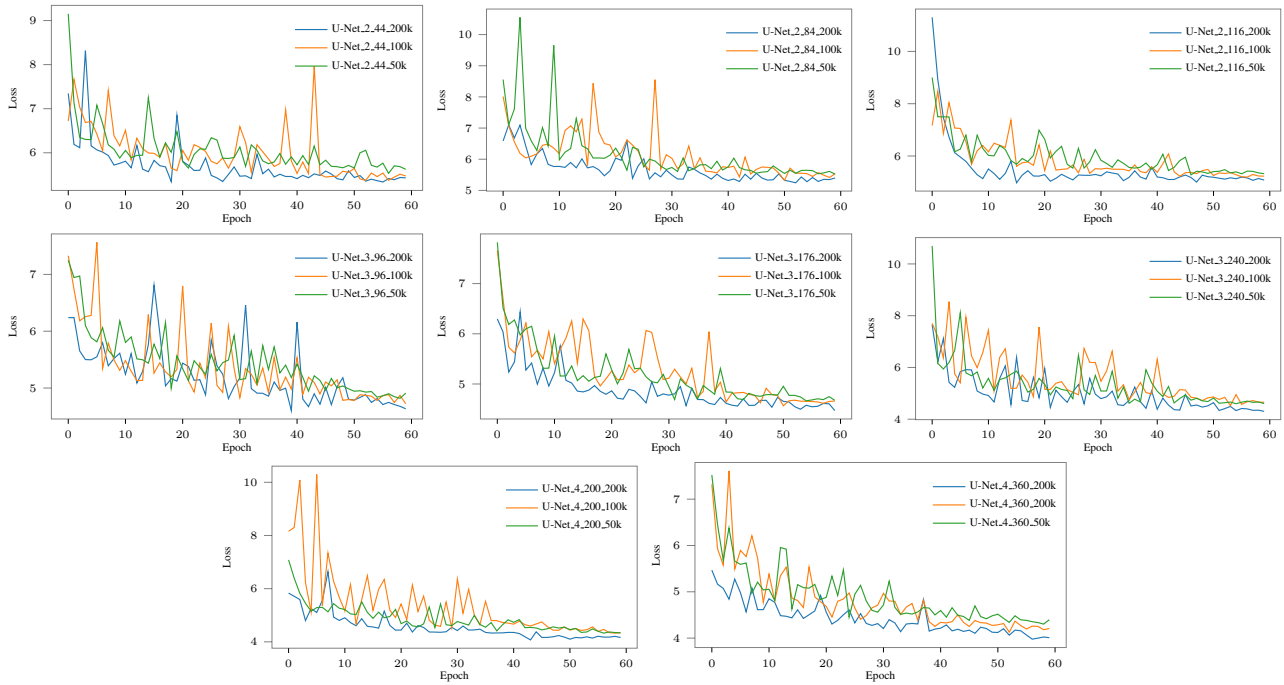 9
8
7
6
Loss
U-Net_2_44_200k
U-Net_2_44_100k
U-Net_2_44_50k
0
10
20
30
40
50
60
Epoch
10
9
8
7
6
5
Loss
U-Net_2_84_200k
U-Net_2_84_100k
U-Net_2_84_50k
0
10
20
30
40
50
60
Epoch
10
8
6
Loss
U-Net_2_116_200k
U-Net_2_116_100k
U-Net_2_116_50k
0
10
20
30
40
50
60
Epoch
7
6
5
Loss
U-Net_3_96_200k
U-Net_3_96_100k
U-Net_3_96_50k
0
10
20
30
40
50
60
Epoch
7
6
5
Loss
U-Net_3_176_200k
U-Net_3_176_100k
U-Net_3_176_50k
0
10
20
30
40
50
60
Epoch
10
8
6
4
Loss
U-Net_3_240_200k
U-Net_3_240_100k
U-Net_3_240_50k
0
10
20
30
40
50
60
Epoch
10
8
6
4
Loss
U-Net_4_200_200k
U-Net_4_200_100k
U-Net_4_200_50k
0
10
20
30
40
50
60
Epoch
7
6
5
4
Loss
U-Net_4_360_200k
U-Net_4_360_200k
U-Net_4_360_50k
0
10
20
30
40
50
60
Epoch